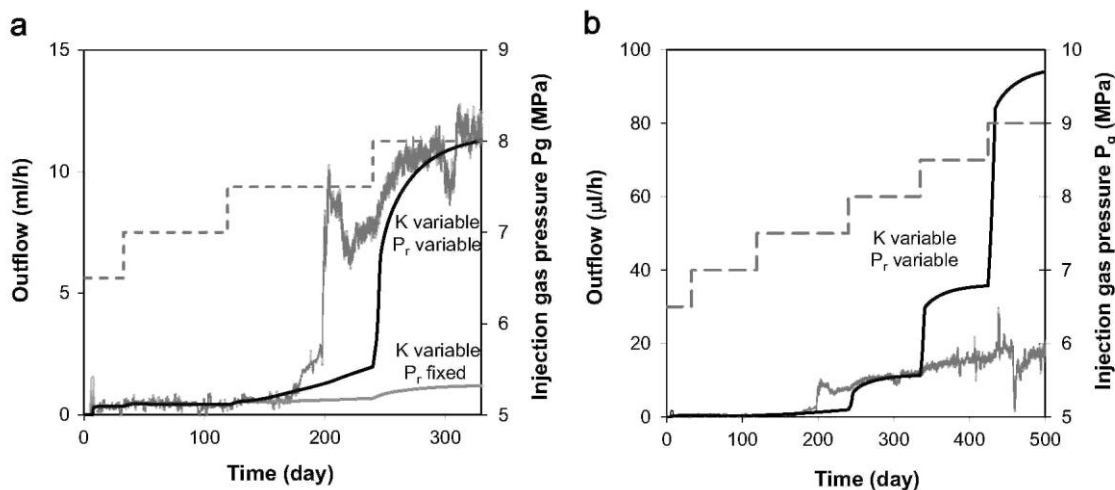 a
15
10
5
0
Outflow (ml/h)
9
8
7
6
5
Injection gas pressure Pg (MPa)
K variable
Pr variable
K variable
Pr fixed
0
100
200
300
Time (day)
b
100
80
60
40
20
0
Outflow (µl/h)
10
9
8
7
6
5
Injection gas pressure Pg (MPa)
K variable
Pr variable
0
100
200
300
400
500
Time (day)